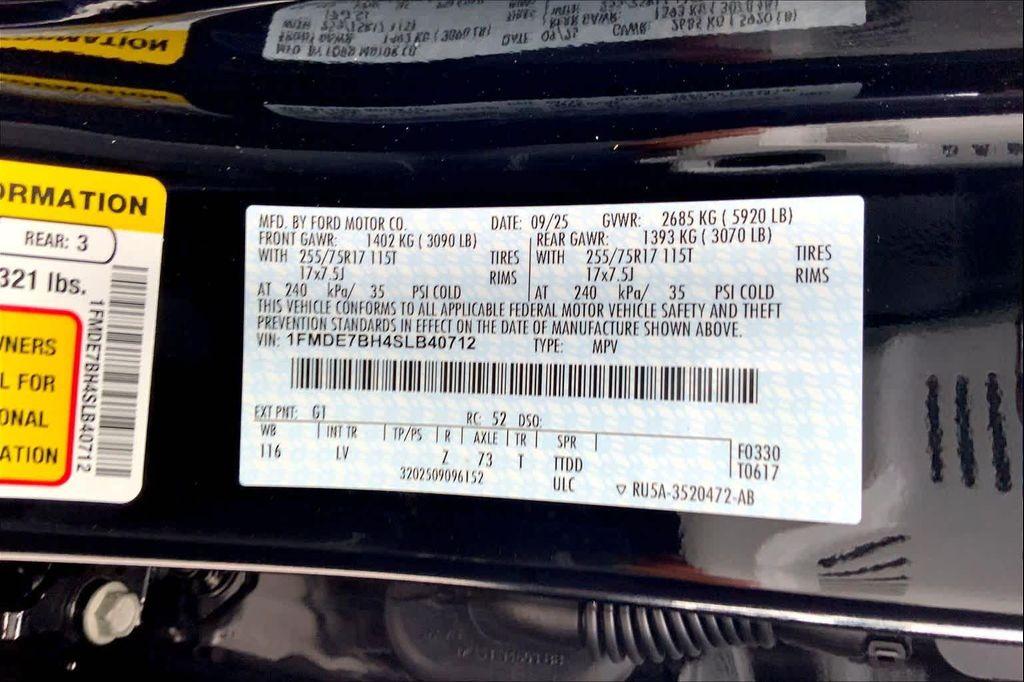 ORMATION
REAR: 3
321 lbs.
WNERS
L FOR
ONAL
ATION
1FMDE7BH4SLB40712
MFD. BY FORD MOTOR CO. DATE: 09/25 GVWR: 2685 KG ( 5920 LB)
FRONT GAWR: 1402 KG ( 3090 LB) REAR GAWR: 1393 KG ( 3070 LB)
WITH 255/75R17 115T TIRES WITH 255/75R17 115T TIRES
17x7.5J RIMS 17x7.5J RIMS
AT 240 kPa/ 35 PSI COLD AT 240 kPa/ 35 PSI COLD
THIS VEHICLE CONFORMS TO ALL APPLICABLE FEDERAL MOTOR VEHICLE SAFETY AND THEFT
PREVENTION STANDARDS IN EFFECT ON THE DATE OF MANUFACTURE SHOWN ABOVE.
VIN: 1FMDE7BH4SLB40712 TYPE: MPV
EXT PNT: G1 RC: 52 DSO:
WB INT TR TP/PS R AXLE TR SPR
116 LV Z 73 T TTDD
3202509096152 ULC
F0330
T0617
▽ RU5A-3520472-AB